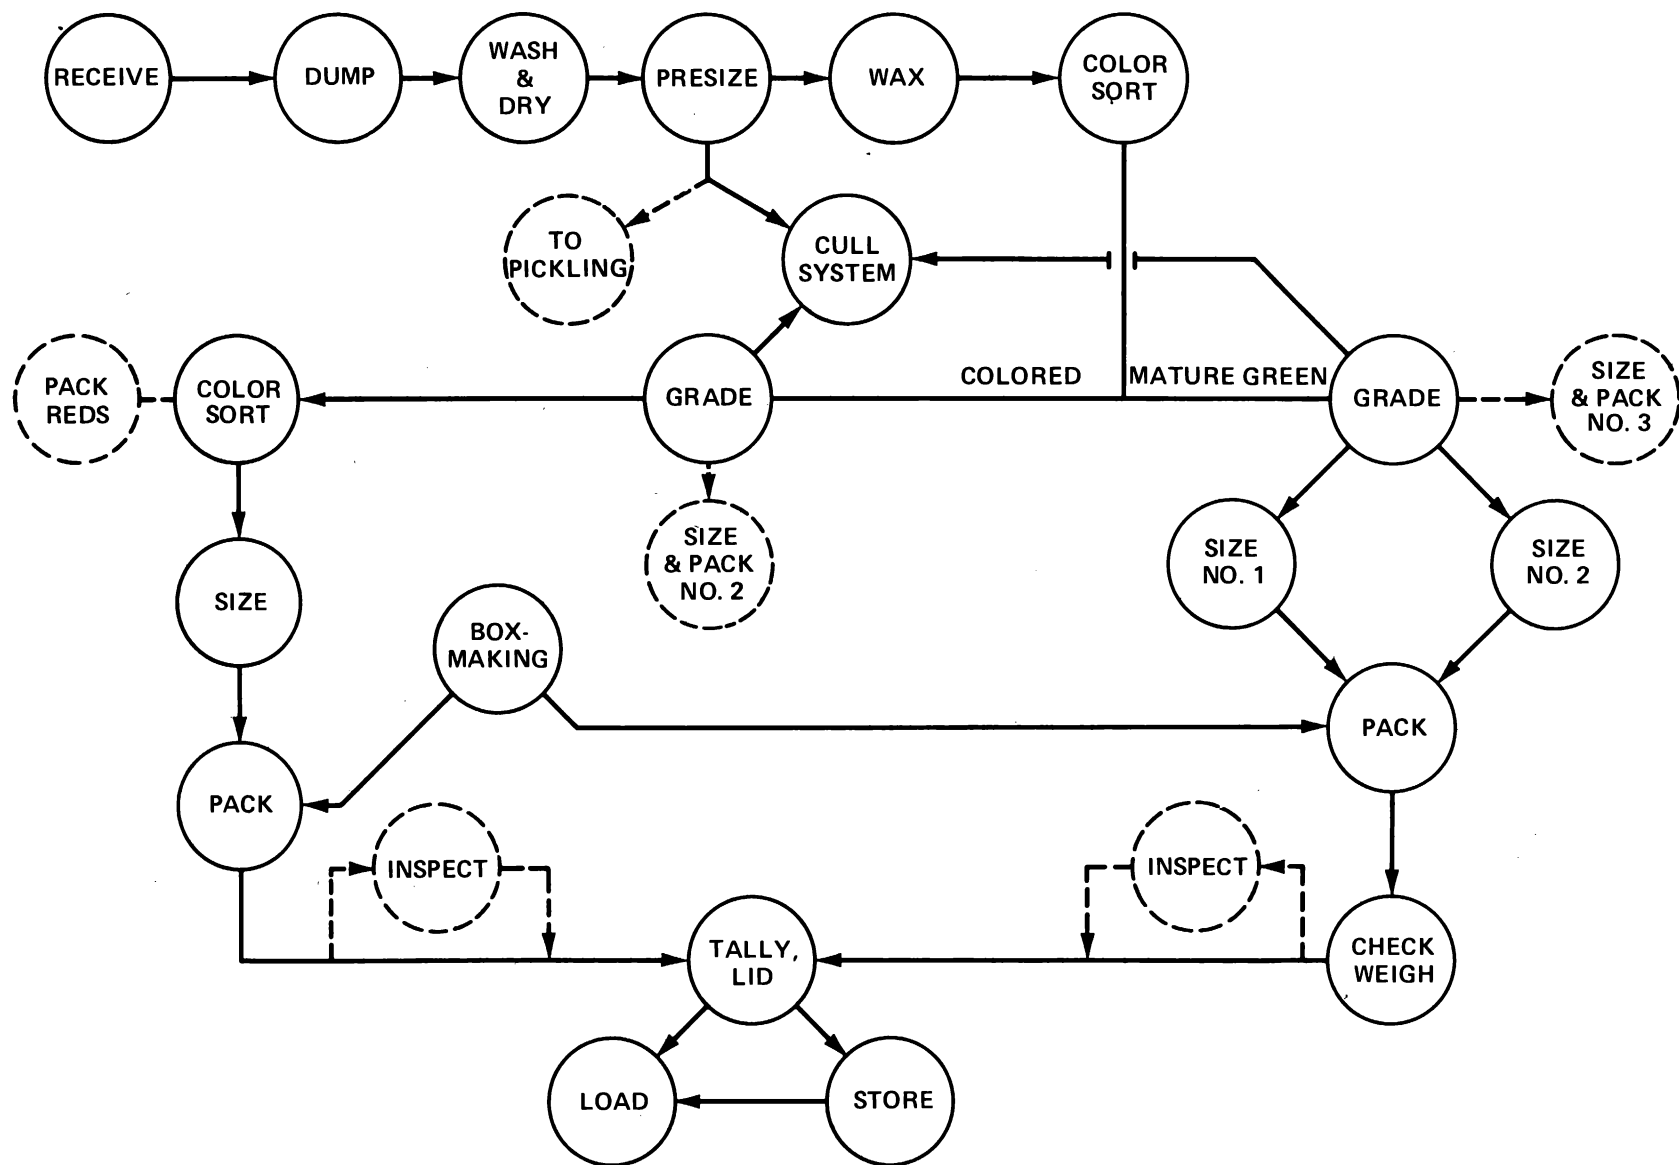 RECEIVE
DUMP
WASH
&
DRY
PRESIZE
WAX
COLOR
SORT
TO
PICKLING
CULL
SYSTEM
PACK
REDS
COLOR
SORT
GRADE
COLORED
MATURE GREEN
GRADE
SIZE
& PACK
NO. 3
SIZE
& PACK
NO. 2
SIZE
NO. 1
SIZE
NO. 2
SIZE
BOX-
MAKING
PACK
PACK
INSPECT
INSPECT
TALLY,
LID
CHECK
WEIGH
LOAD
STORE